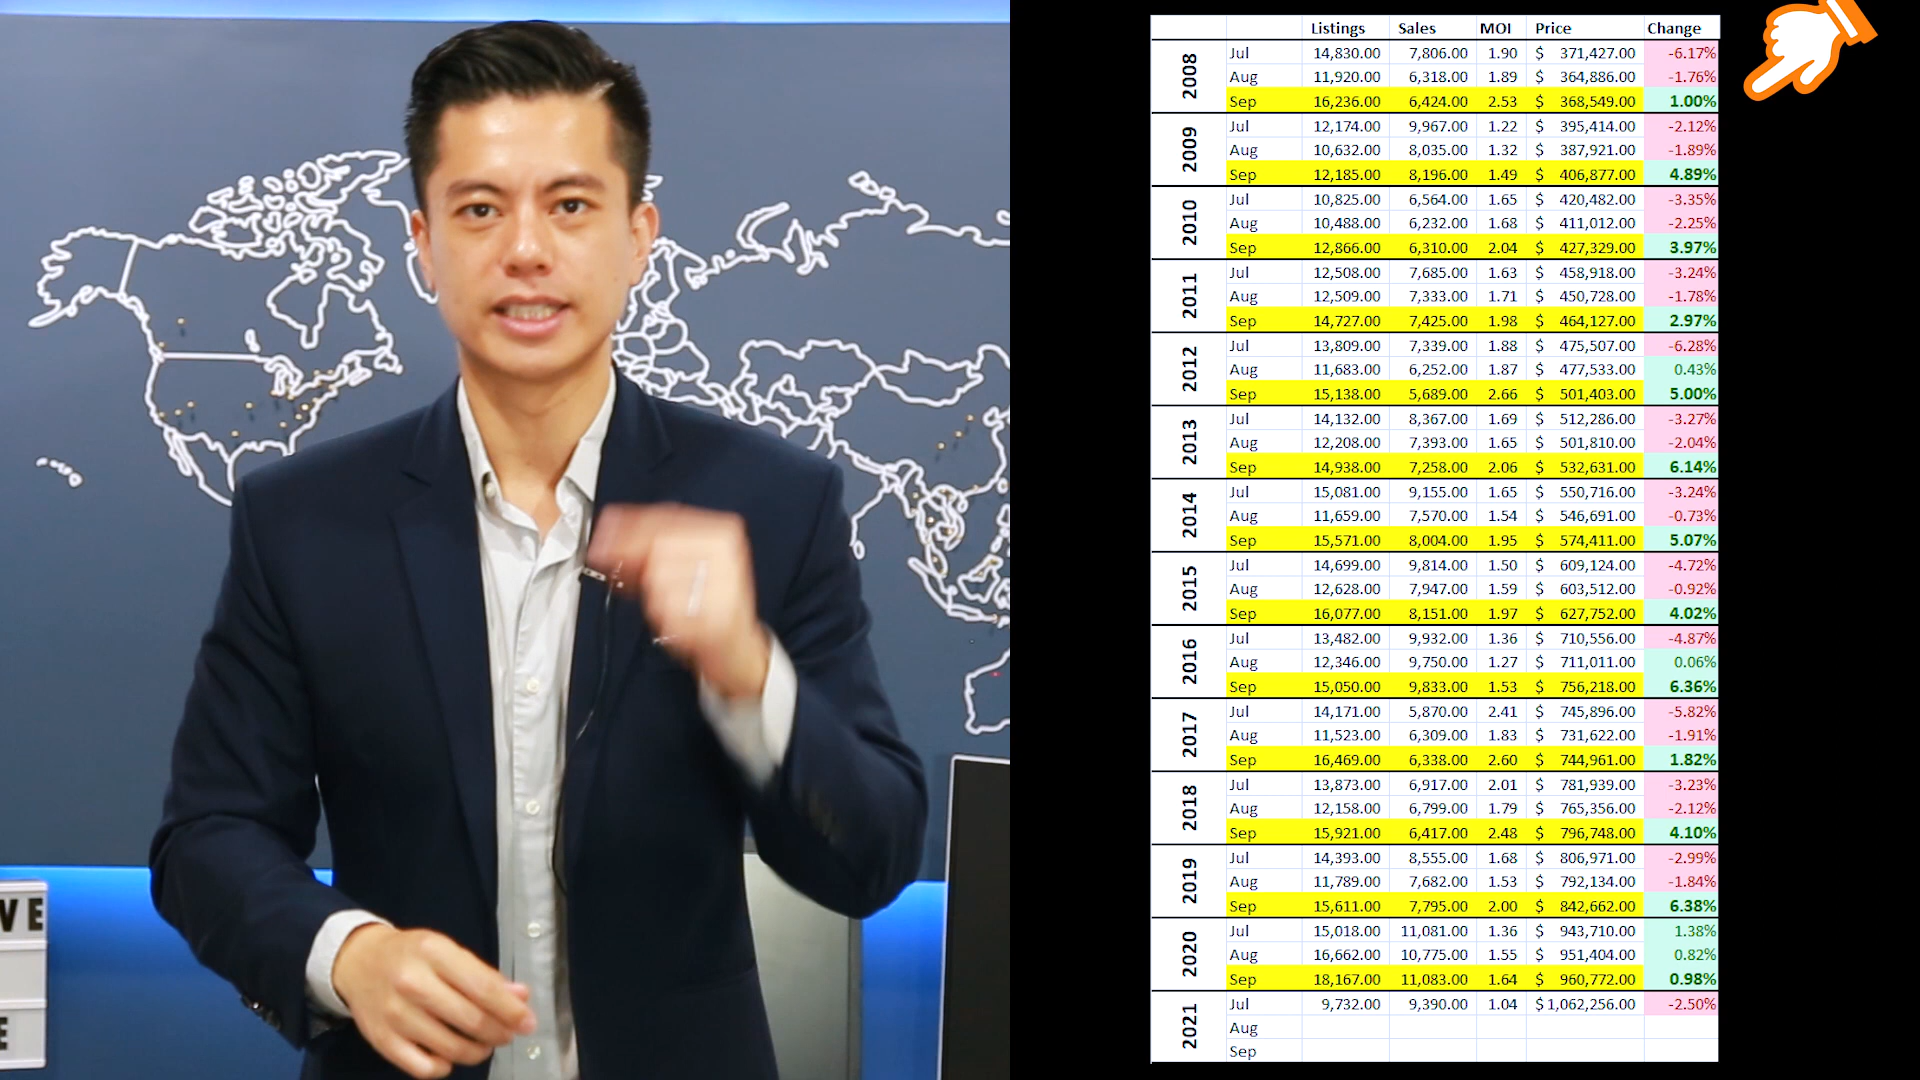 VE
E
Listings Sales MOI Price Change
2008
Jul 14,830.00 7,806.00 1.90 $ 371,427.00 -6.17%
Aug 11,920.00 6,318.00 1.89 $ 364,886.00 -1.76%
Sep 16,236.00 6,424.00 2.53 $ 368,549.00 1.00%
2009
Jul 12,174.00 9,967.00 1.22 $ 395,414.00 -2.12%
Aug 10,632.00 8,035.00 1.32 $ 387,921.00 -1.89%
Sep 12,185.00 8,196.00 1.49 $ 406,877.00 4.89%
2010
Jul 10,825.00 6,564.00 1.65 $ 420,482.00 -3.35%
Aug 10,488.00 6,232.00 1.68 $ 411,012.00 -2.25%
Sep 12,866.00 6,310.00 2.04 $ 427,329.00 3.97%
2011
Jul 12,508.00 7,685.00 1.63 $ 458,918.00 -3.24%
Aug 12,509.00 7,333.00 1.71 $ 450,728.00 -1.78%
Sep 14,727.00 7,425.00 1.98 $ 464,127.00 2.97%
2012
Jul 13,809.00 7,339.00 1.88 $ 475,507.00 -6.28%
Aug 11,683.00 6,252.00 1.87 $ 477,533.00 0.43%
Sep 15,138.00 5,689.00 2.66 $ 501,403.00 5.00%
2013
Jul 14,132.00 8,367.00 1.69 $ 512,286.00 -3.27%
Aug 12,208.00 7,393.00 1.65 $ 501,810.00 -2.04%
Sep 14,938.00 7,258.00 2.06 $ 532,631.00 6.14%
2014
Jul 15,081.00 9,155.00 1.65 $ 550,716.00 -3.24%
Aug 11,659.00 7,570.00 1.54 $ 546,691.00 -0.73%
Sep 15,571.00 8,004.00 1.95 $ 574,411.00 5.07%
2015
Jul 14,699.00 9,814.00 1.50 $ 609,124.00 -4.72%
Aug 12,628.00 7,947.00 1.59 $ 603,512.00 -0.92%
Sep 16,077.00 8,151.00 1.97 $ 627,752.00 4.02%
2016
Jul 13,482.00 9,932.00 1.36 $ 710,556.00 -4.87%
Aug 12,346.00 9,750.00 1.27 $ 711,011.00 0.06%
Sep 15,050.00 9,833.00 1.53 $ 756,218.00 6.36%
2017
Jul 14,171.00 5,870.00 2.41 $ 745,896.00 -5.82%
Aug 11,523.00 6,309.00 1.83 $ 731,622.00 -1.91%
Sep 16,469.00 6,338.00 2.60 $ 744,961.00 1.82%
2018
Jul 13,873.00 6,917.00 2.01 $ 781,939.00 -3.23%
Aug 12,158.00 6,799.00 1.79 $ 765,356.00 -2.12%
Sep 15,921.00 6,417.00 2.48 $ 796,748.00 4.10%
2019
Jul 14,393.00 8,555.00 1.68 $ 806,971.00 -2.99%
Aug 11,789.00 7,682.00 1.53 $ 792,134.00 -1.84%
Sep 15,611.00 7,795.00 2.00 $ 842,662.00 6.38%
2020
Jul 15,018.00 11,081.00 1.36 $ 943,710.00 1.38%
Aug 16,662.00 10,775.00 1.55 $ 951,404.00 0.82%
Sep 18,167.00 11,083.00 1.64 $ 960,772.00 0.98%
2021
Jul 9,732.00 9,390.00 1.04 $ 1,062,256.00 -2.50%
Aug
Sep